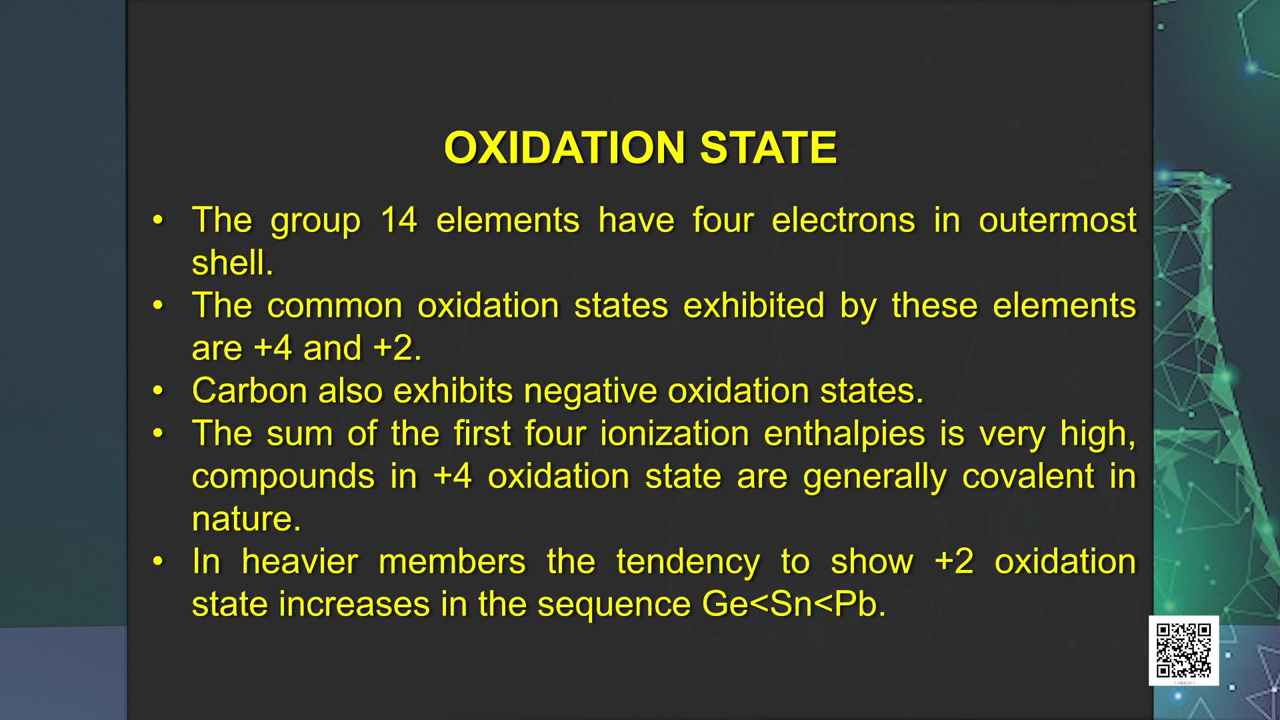 OXIDATION STATE
• The group 14 elements have four electrons in outermost
shell.
• The common oxidation states exhibited by these elements
are +4 and +2.
• Carbon also exhibits negative oxidation states.
• The sum of the first four ionization enthalpies is very high,
compounds in +4 oxidation state are generally covalent in
nature.
• In heavier members the tendency to show +2 oxidation
state increases in the sequence Ge<Sn<Pb.